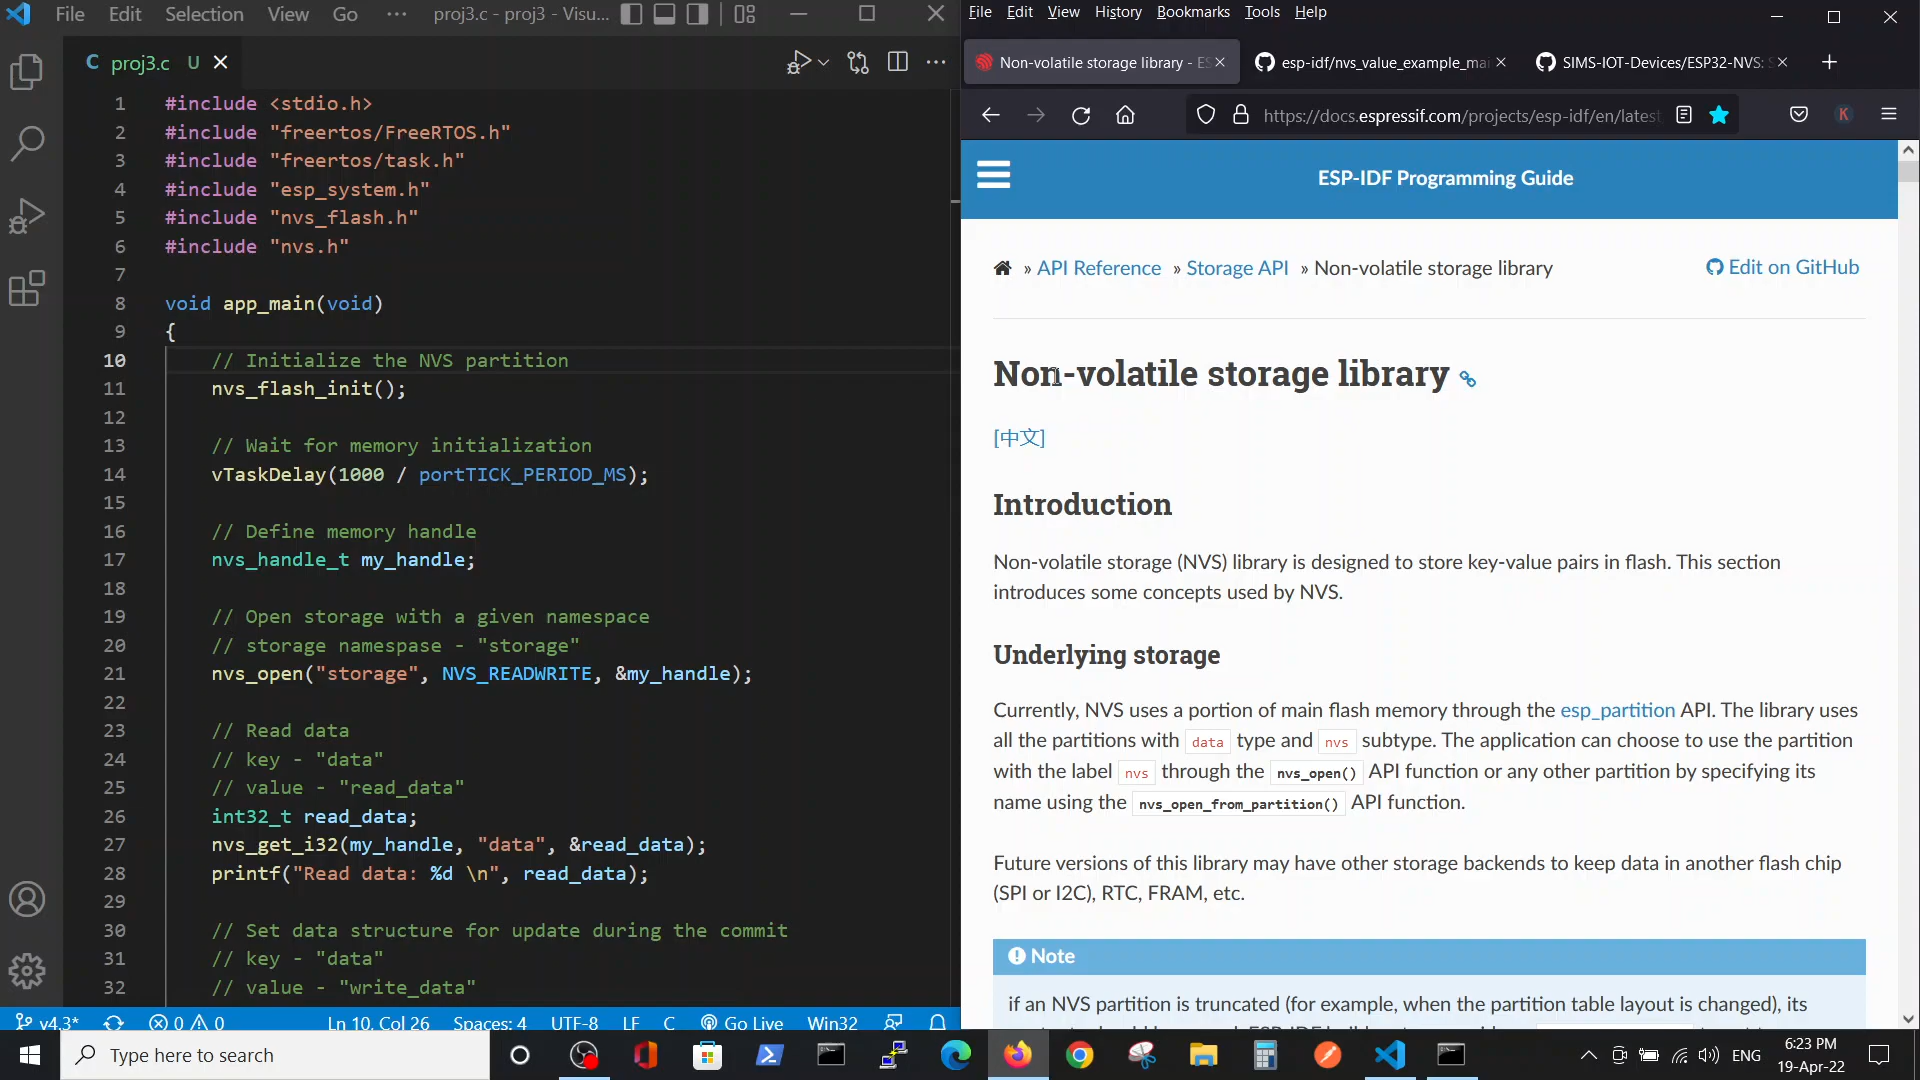 File Edit Selection View Go ··· proj3.c - proj3 - Visu...
C proj3.c U
1 #include <stdio.h>
2 #include "freertos/FreeRTOS.h"
3 #include "freertos/task.h"
4 #include "esp_system.h"
5 #include "nvs_flash.h"
6 #include "nvs.h"
7
8 void app_main(void)
9 {
10 // Initialize the NVS partition
11 nvs_flash_init();
12
13 // Wait for memory initialization
14 vTaskDelay(1000 / portTICK_PERIOD_MS);
15
16 // Define memory handle
17 nvs_handle_t my_handle;
18
19 // Open storage with a given namespace
20 // storage namespase - "storage"
21 nvs_open("storage", NVS_READWRITE, &my_handle);
22
23 // Read data
24 // key - "data"
25 // value - "read_data"
26 int32_t read_data;
27 nvs_get_i32(my_handle, "data", &read_data);
28 printf("Read data: %d \n", read_data);
29
30 // Set data structure for update during the commit
31 // key - "data"
32 // value - "write_data"
v4.3* 0 0 Ln 10, Col 26 Spaces: 4 UTF-8 LF C Go Live Win32
File Edit View History Bookmarks Tools Help
Non-volatile storage library - ES
esp-idf/nvs_value_example_mai
SIMS-IOT-Devices/ESP32-NVS: S
https://docs.espressif.com/projects/esp-idf/en/latest
K
ESP-IDF Programming Guide
» API Reference » Storage API » Non-volatile storage library Edit on GitHub
Non-volatile storage library
[中文]
Introduction
Non-volatile storage (NVS) library is designed to store key-value pairs in flash. This section
introduces some concepts used by NVS.
Underlying storage
Currently, NVS uses a portion of main flash memory through the esp_partition API. The library uses
all the partitions with data type and nvs subtype. The application can choose to use the partition
with the label nvs through the nvs_open() API function or any other partition by specifying its
name using the nvs_open_from_partition() API function.
Future versions of this library may have other storage backends to keep data in another flash chip
(SPI or I2C), RTC, FRAM, etc.
Note
if an NVS partition is truncated (for example, when the partition table layout is changed), its
Type here to search
ENG
6:23 PM
19-Apr-22